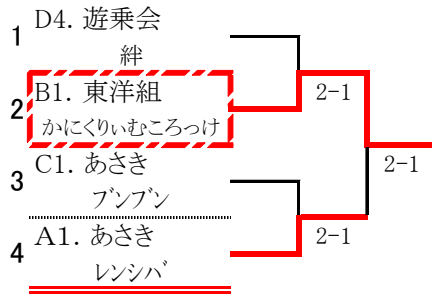 1 D4. 遊乗会
絆
2 B1. 東洋組
かにくりぃむころっけ
2-1
3 C1. あさき
ブンブン
2-1
4 A1. あさき
レンシバ
2-1